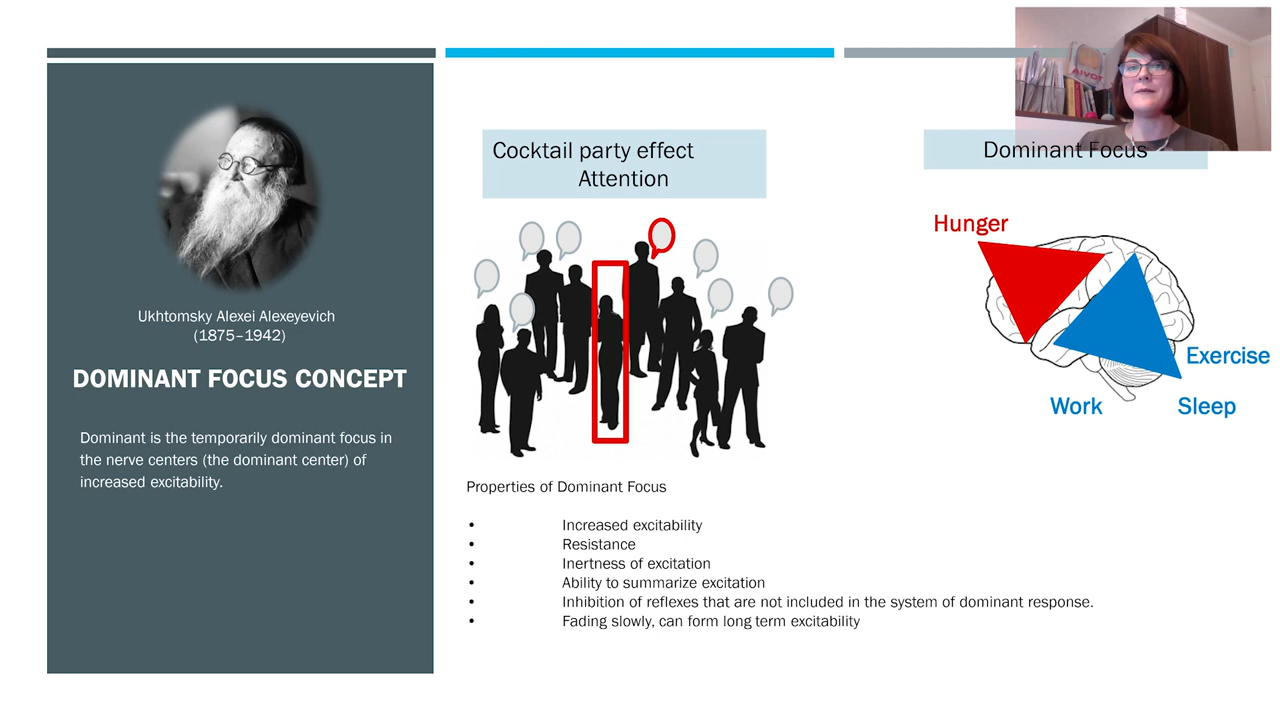 Ukhtomsky Alexei Alexeyevich
(1875–1942)
DOMINANT FOCUS CONCEPT
Dominant is the temporarily dominant focus in
the nerve centers (the dominant center) of
increased excitability.
Cocktail party effect
Attention
Properties of Dominant Focus
• Increased excitability
• Resistance
• Inertness of excitation
• Ability to summarize excitation
• Inhibition of reflexes that are not included in the system of dominant response.
• Fading slowly, can form long term excitability
AIVOT
Dominant Focus
Hunger
Exercise
Work
Sleep